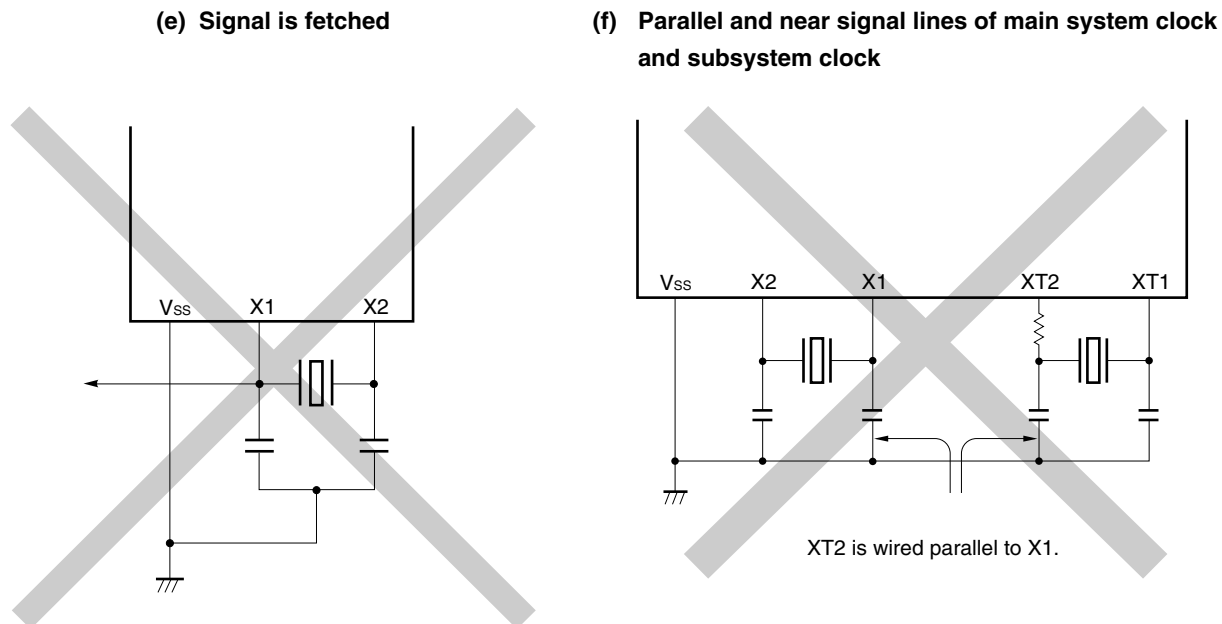 (e) Signal is fetched
(f) Parallel and near signal lines of main system clock
and subsystem clock
VSS X1 X2
VSS X2 X1 XT2 XT1
XT2 is wired parallel to X1.